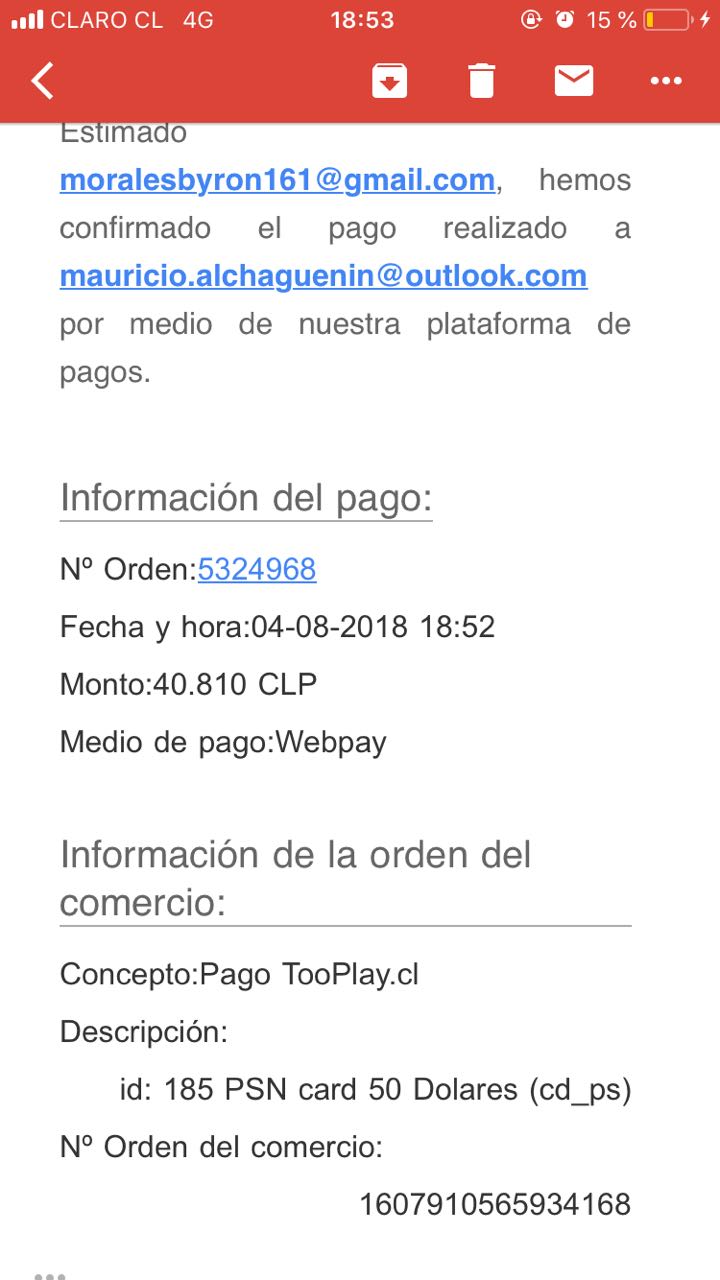 CLARO CL 4G 18:53 15 %
Estimado
moralesbyron161@gmail.com, hemos
confirmado el pago realizado a
mauricio.alchaguenin@outlook.com
por medio de nuestra plataforma de
pagos.
Información del pago:
Nº Orden:5324968
Fecha y hora:04-08-2018 18:52
Monto:40.810 CLP
Medio de pago:Webpay
Información de la orden del
comercio:
Concepto:Pago TooPlay.cl
Descripción:
id: 185 PSN card 50 Dolares (cd_ps)
Nº Orden del comercio:
1607910565934168